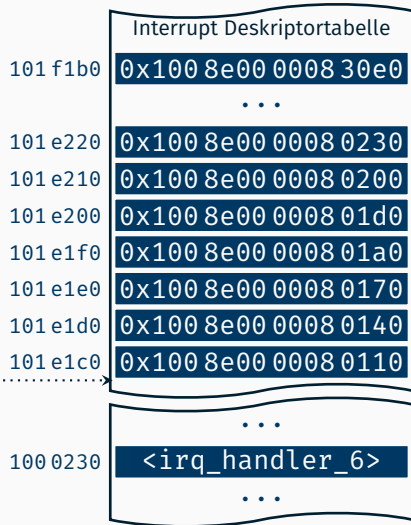 Interrupt Deskriptortabelle
101 f1b0 0x100 8e00 0008 30e0
...
101 e220 0x100 8e00 0008 0230
101 e210 0x100 8e00 0008 0200
101 e200 0x100 8e00 0008 01d0
101 e1f0 0x100 8e00 0008 01a0
101 e1e0 0x100 8e00 0008 0170
101 e1d0 0x100 8e00 0008 0140
101 e1c0 0x100 8e00 0008 0110
...
100 0230 <irq_handler_6>
...